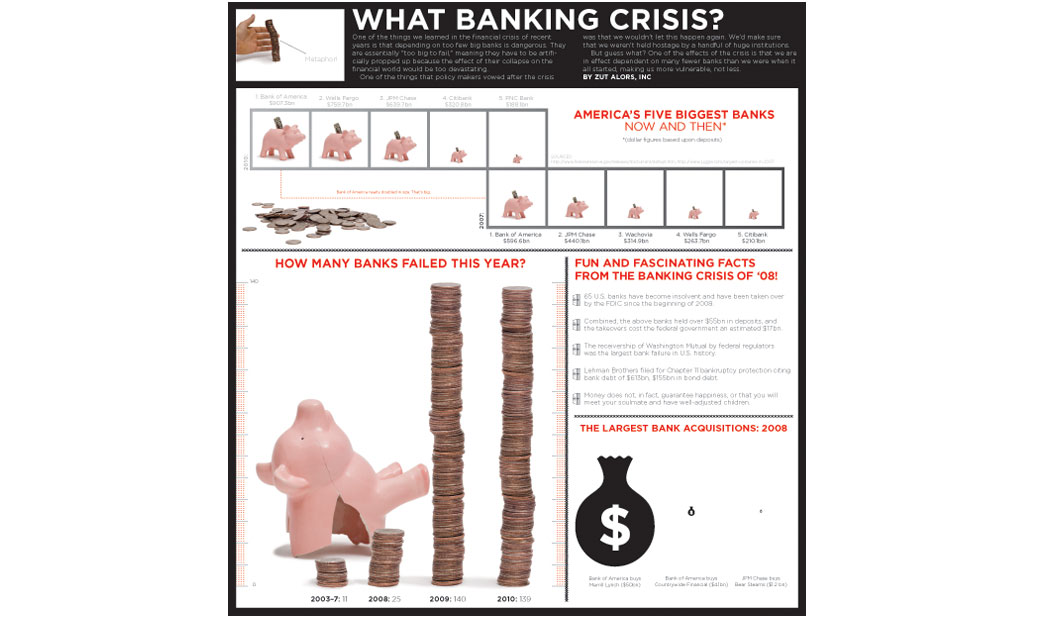 WHAT BANKING CRISIS?
One of the things we learned in the financial crisis of recent
years is that depending on too few big banks is dangerous. They
are essentially "too big to fail," meaning they have to be artifi-
cially propped up because the effect of their collapse on the
financial world would be too devastating.
One of the things that policy makers vowed after the crisis
was that we wouldn't let this happen again. We'd make sure
that we weren't held hostage by a handful of huge institutions.
But guess what? One of the effects of the crisis is that we are
in effect dependent on many fewer banks than we were when it
all started, making us more vulnerable, not less.
BY ZUT ALORS, INC
metaphor
1. Bank of America
$907.3bn
2. Wells Fargo
$759.7bn
3. JPM Chase
$639.7bn
4. Citibank
$320.9bn
5. PNC Bank
2010:
AMERICA'S FIVE BIGGEST BANKS
NOW AND THEN*
*(dollar figures based upon deposits)
SOURCES:
Bank of America nearly doubled in size. That's big.
2007:
1. Bank of America
$596.6bn
2. JPM Chase
$440.1bn
3. Wachovia
$314.9bn
4. Wells Fargo
$263.7bn
5. Citibank
$210.1bn
HOW MANY BANKS FAILED THIS YEAR?
140
0
2003-7: 11
2008: 25
2009: 140
2010: 139
FUN AND FASCINATING FACTS
FROM THE BANKING CRISIS OF '08!
65 U.S. banks have become insolvent and have been taken over
by the FDIC since the beginning of 2008.
Combined, the above banks held over $55bn in deposits, and
the takeovers cost the federal government an estimated $17bn.
The receivership of Washington Mutual by federal regulators
was the largest bank failure in U.S. history.
Lehman Brothers filed for Chapter 11 bankruptcy protection citing
bank debt of $613bn, $155bn in bond debt.
Money does not, in fact, guarantee happiness, or that you will
meet your soulmate and have well-adjusted children.
THE LARGEST BANK ACQUISITIONS: 2008
$
Bank of America buys
Merrill Lynch ($50bn)
Bank of America buys
Countrywide Financial ($4.1bn)
JPM Chase buys
Bear Stearns ($1.2 bn)